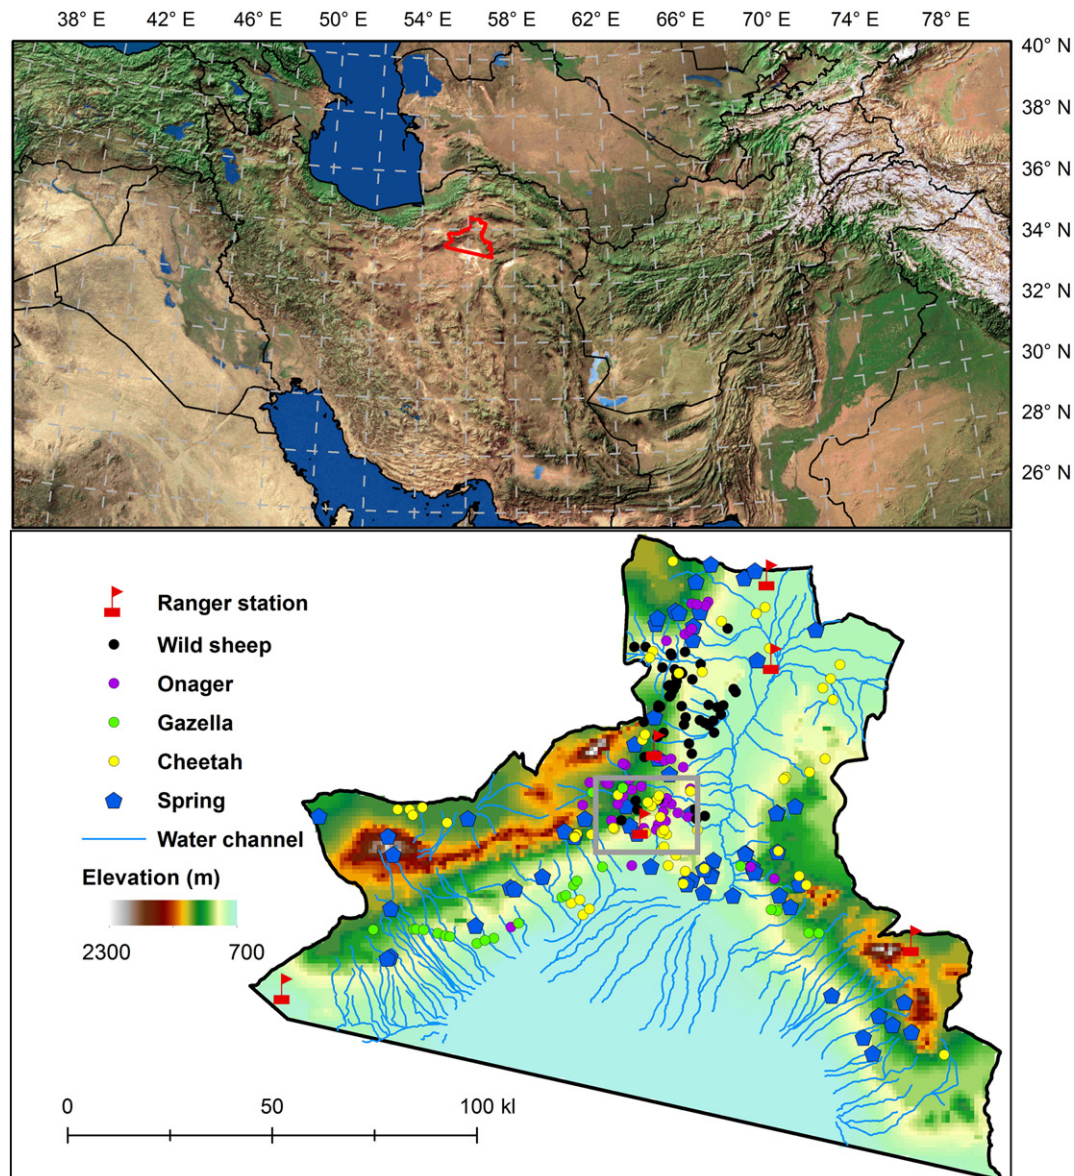 38° E 42° E 46° E 50° E 54° E 58° E 62° E 66° E 70° E 74° E 78° E
40° N
38° N
36° N
34° N
32° N
30° N
28° N
26° N
Ranger station
Wild sheep
Onager
Gazella
Cheetah
Spring
Water channel
Elevation (m)
2300 700
0 50 100 kl